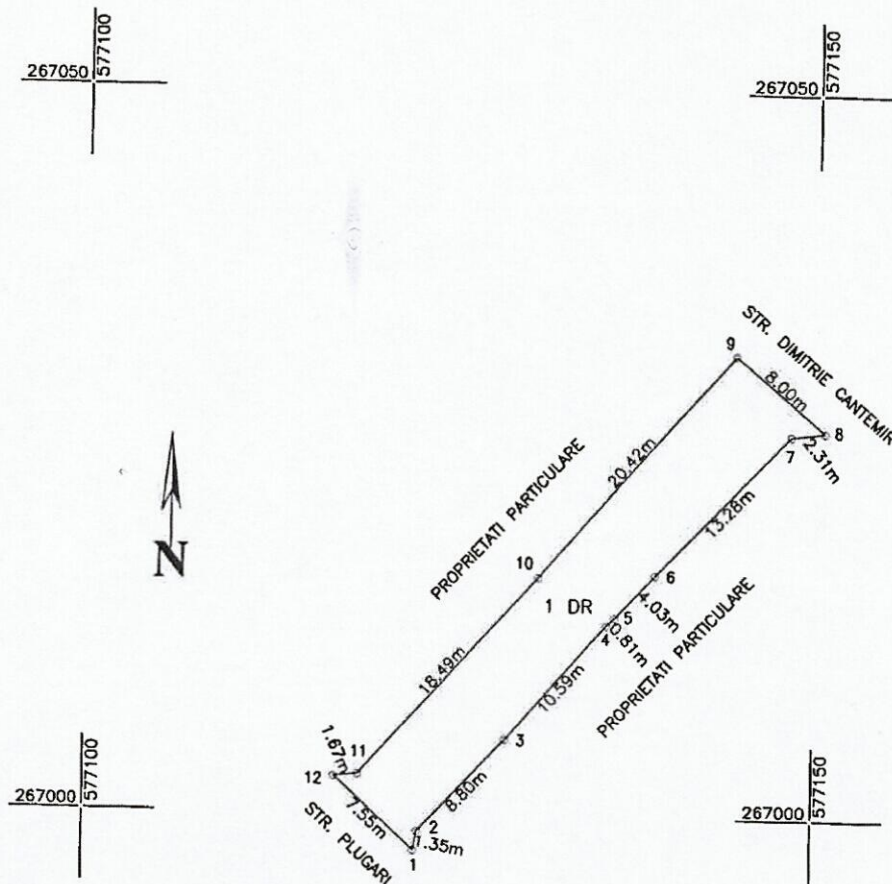 577100
267050
577150
267050
STR. DIMITRIE CANTEMIR
9
8.00m
8
7
2.31m
20.42m
PROPRIETATI PARTICULARE
13.28m
N
10
6
1 DR
5
4.03m
4
0.81m
PROPRIETATI PARTICULARE
18.49m
10.59m
3
1.67m
11
12
577100
267000
577150
267000
7.55m
8.80m
STR. PLUGARI
2
1.35m
1